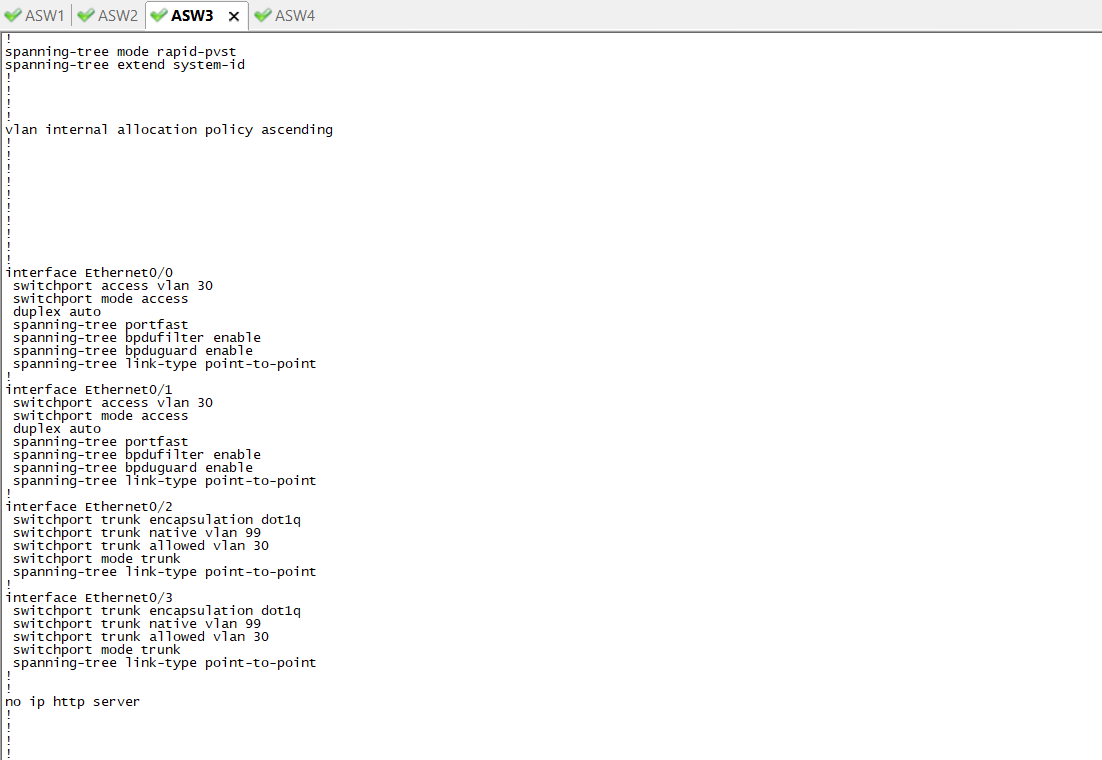 ASW1 ASW2 ASW3 ASW4
!
spanning-tree mode rapid-pvst
spanning-tree extend system-id
!
!
!
!
vlan internal allocation policy ascending
!
!
!
!
!
!
!
!
!
!
interface Ethernet0/0
 switchport access vlan 30
 switchport mode access
 duplex auto
 spanning-tree portfast
 spanning-tree bpdufilter enable
 spanning-tree bpduguard enable
 spanning-tree link-type point-to-point
!
interface Ethernet0/1
 switchport access vlan 30
 switchport mode access
 duplex auto
 spanning-tree portfast
 spanning-tree bpdufilter enable
 spanning-tree bpduguard enable
 spanning-tree link-type point-to-point
!
interface Ethernet0/2
 switchport trunk encapsulation dot1q
 switchport trunk native vlan 99
 switchport trunk allowed vlan 30
 switchport mode trunk
 spanning-tree link-type point-to-point
!
interface Ethernet0/3
 switchport trunk encapsulation dot1q
 switchport trunk native vlan 99
 switchport trunk allowed vlan 30
 switchport mode trunk
 spanning-tree link-type point-to-point
!
!
no ip http server
!
!
!
!